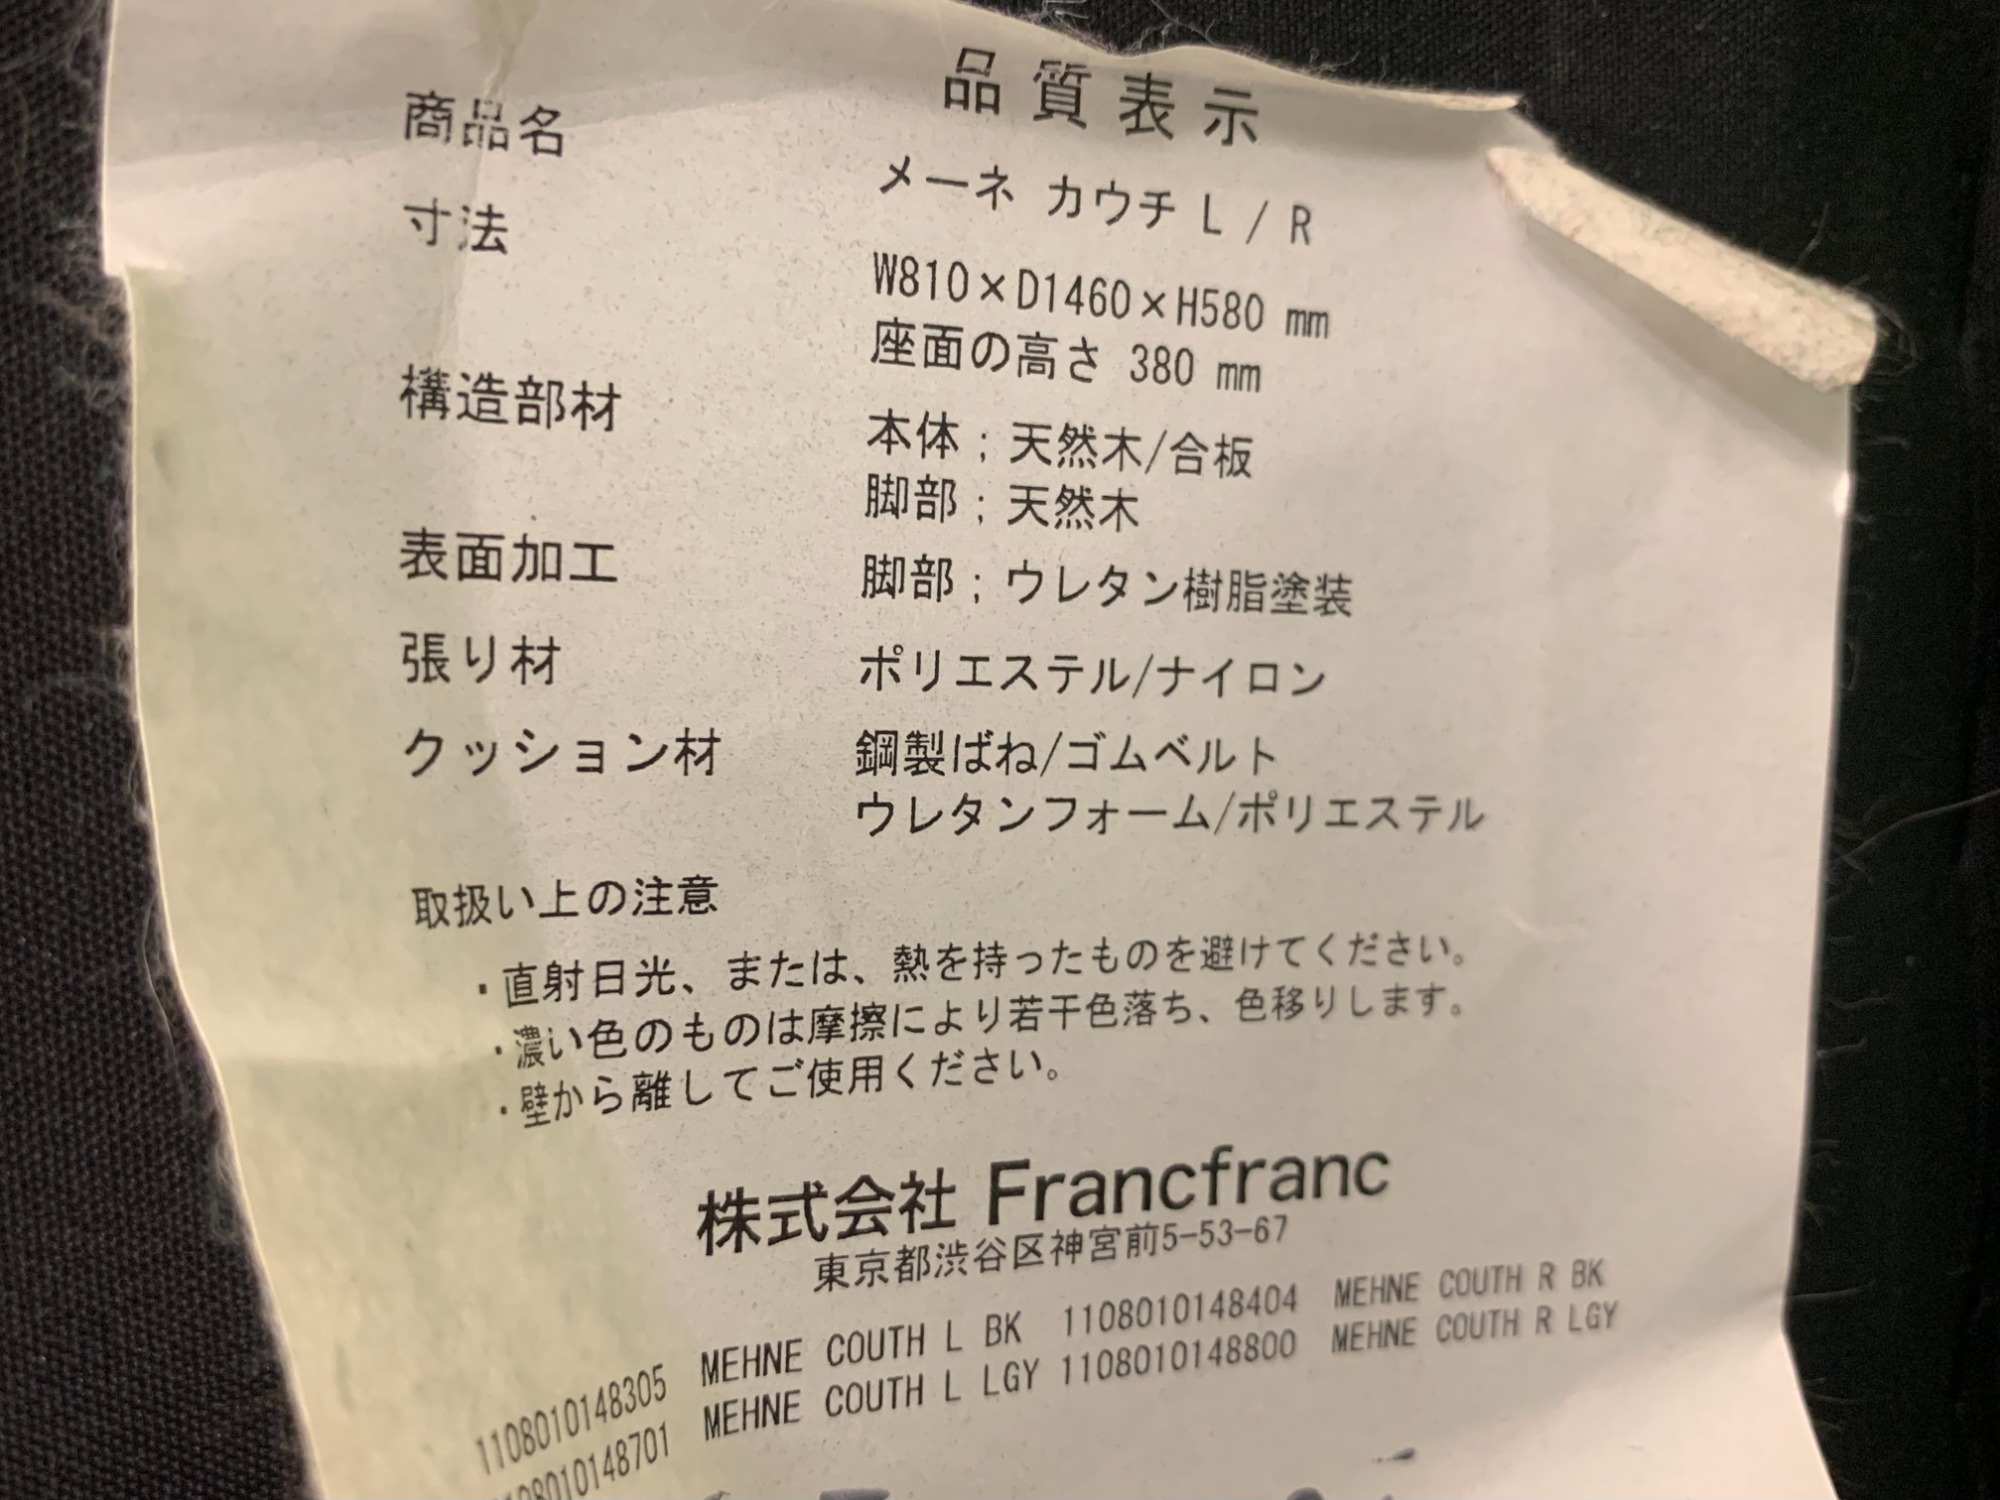 品質表示
商品名 メーネ カウチ L / R
寸法 W810×D1460×H580 mm
座面の高さ 380 mm
構造部材 本体；天然木/合板
脚部；天然木
表面加工 脚部；ウレタン樹脂塗装
張り材 ポリエステル/ナイロン
クッション材 鋼製ばね/ゴムベルト
ウレタンフォーム/ポリエステル
取扱い上の注意
・直射日光、または、熱を持ったものを避けてください。
・濃い色のものは摩擦により若干色落ち、色移りします。
・壁から離してご使用ください。
株式会社 Francfranc
東京都渋谷区神宮前5-53-67
1108010148305 MEHNE COUTH L BK 1108010148404 MEHNE COUTH R BK
1108010148701 MEHNE COUTH L LGY 1108010148800 MEHNE COUTH R LGY